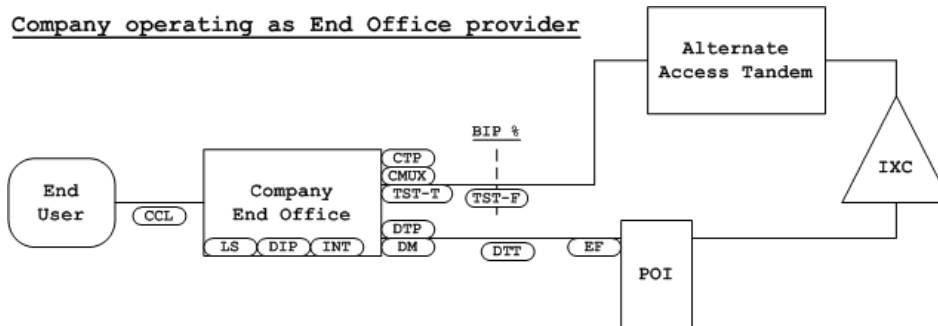 Company operating as End Office provider
Alternate
Access Tandem
BIP %
CTP
CMUX
TST-T
TST-F
IXC
End
User
CCL
Company
End Office
LS
DIP
INT
DTP
DM
DTT
EF
POI